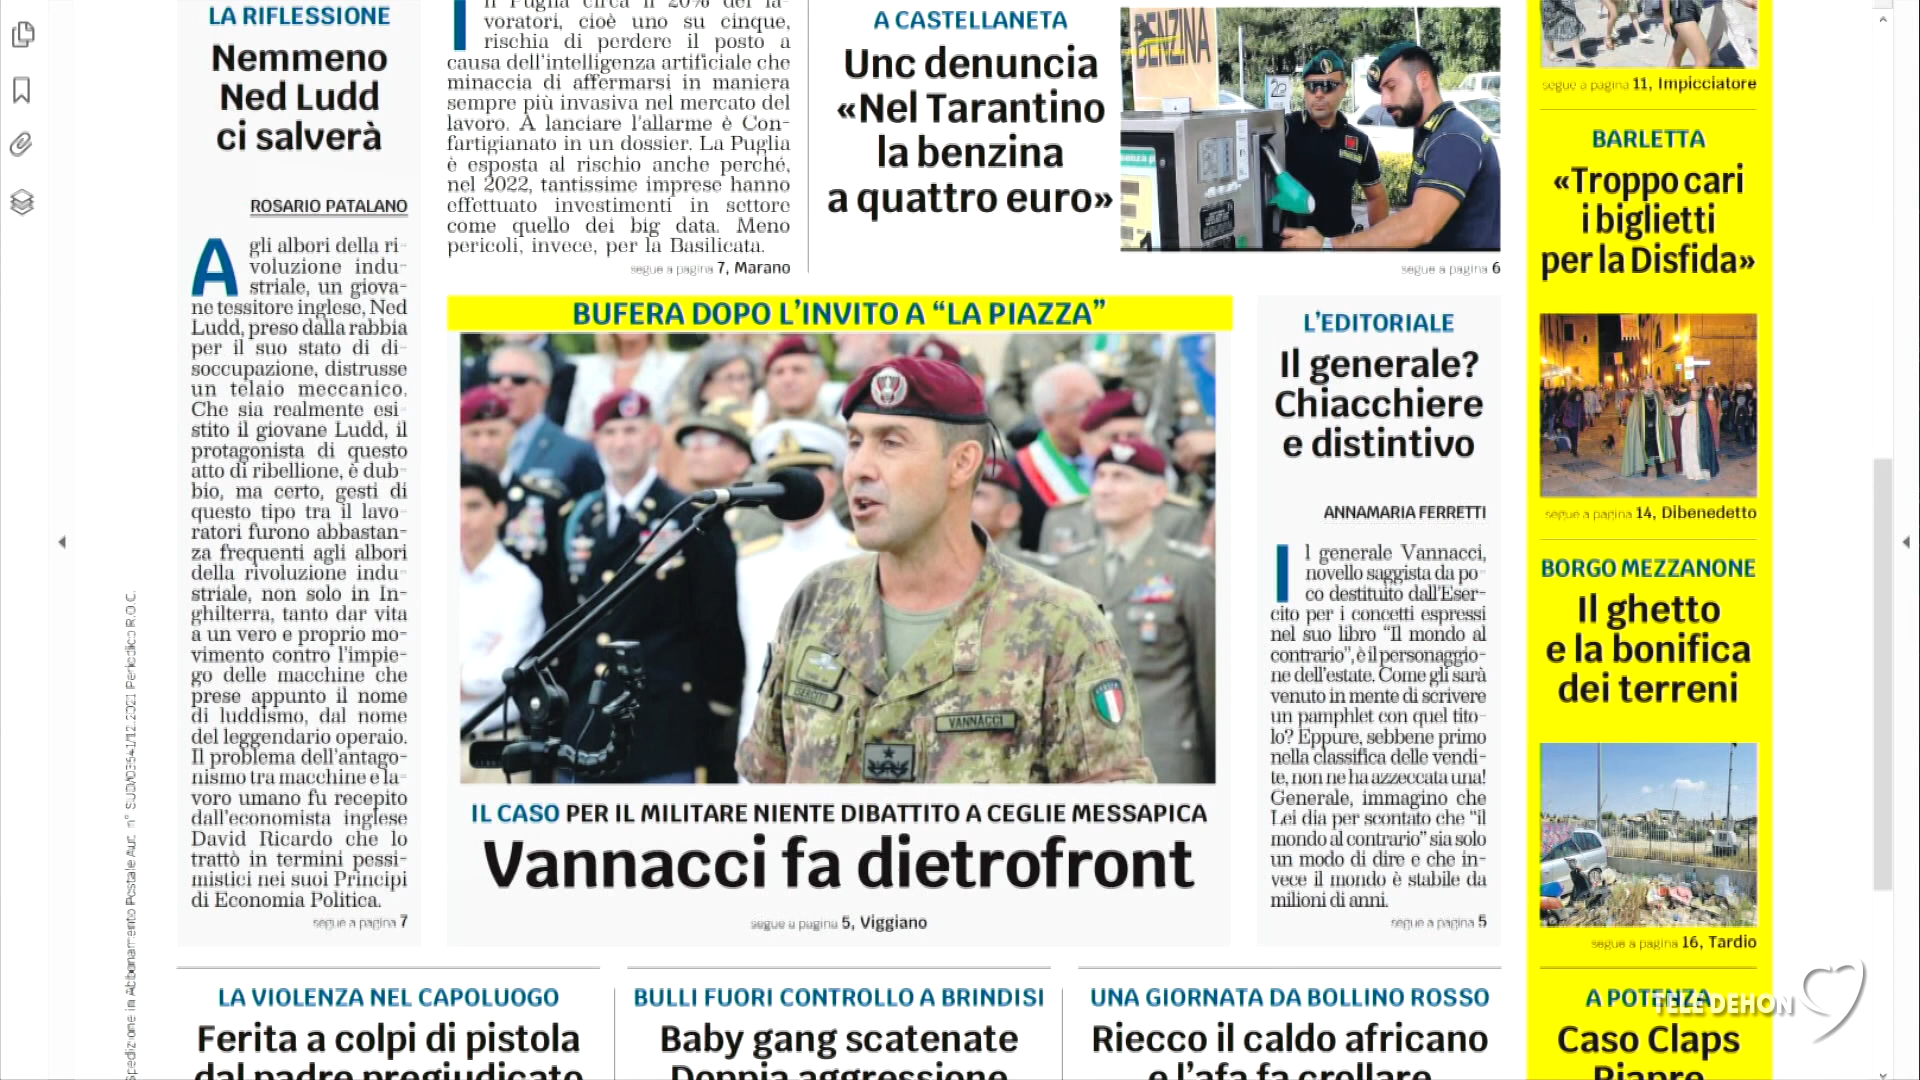 LA RIFLESSIONE
Nemmeno
Ned Ludd
ci salverà
ROSARIO PATALANO
Agli albori della ri-
voluzione indu-
striale, un giova-
ne tessitore inglese, Ned
Ludd, preso dalla rabbia
per il suo stato di di-
soccupazione, distrusse
un telaio meccanico.
Che sia realmente esi-
stito il giovane Ludd, il
protagonista di questo
atto di ribellione, è dub-
bio, ma certo, gesti di
questo tipo tra il lavo-
ratori furono abbastan-
za frequenti agli albori
della rivoluzione indu-
striale, non solo in In-
ghilterra, tanto dar vita
a un vero e proprio mo-
vimento contro l'impie-
go delle macchine che
prese appunto il nome
di luddismo, dal nome
del leggendario operaio.
Il problema dell'antago-
nismo tra macchine e la-
voro umano fu recepito
dall'economista inglese
David Ricardo che lo
trattò in termini pessi-
mistici nei suoi Principi
di Economia Politica.
segue a pagina 7
In Puglia circa il 20% dei la-
voratori, cioè uno su cinque,
rischia di perdere il posto a
causa dell'intelligenza artificiale che
minaccia di affermarsi in maniera
sempre più invasiva nel mercato del
lavoro. A lanciare l'allarme è Con-
fartigianato in un dossier. La Puglia
è esposta al rischio anche perché,
nel 2022, tantissime imprese hanno
effettuato investimenti in settore
come quello dei big data. Meno
pericoli, invece, per la Basilicata.
segue a pagina 7, Marano
A CASTELLANETA
Unc denuncia
«Nel Tarantino
la benzina
a quattro euro»
BENZINA
segue a pagina 6
BUFERA DOPO L'INVITO A “LA PIAZZA”
ESERCITO
VANNACCI
IL CASO PER IL MILITARE NIENTE DIBATTITO A CEGLIE MESSAPICA
Vannacci fa dietrofront
segue a pagina 5, Viggiano
L'EDITORIALE
Il generale?
Chiacchiere
e distintivo
ANNAMARIA FERRETTI
Il generale Vannacci,
novello saggista da po-
co destituito dall'Eser-
cito per i concetti espressi
nel suo libro “Il mondo al
contrario”, è il personaggio-
ne dell'estate. Come gli sarà
venuto in mente di scrivere
un pamphlet con quel tito-
lo? Eppure, sebbene primo
nella classifica delle vendi-
te, non ne ha azzeccata una!
Generale, immagino che
Lei dia per scontato che “il
mondo al contrario” sia solo
un modo di dire e che in-
vece il mondo è stabile da
milioni di anni.
segue a pagina 5
segue a pagina 11, Impicciatore
BARLETTA
«Troppo cari
i biglietti
per la Disfida»
segue a pagina 14, Dibenedetto
BORGO MEZZANONE
Il ghetto
e la bonifica
dei terreni
segue a pagina 16, Tardio
A POTENZA
Caso Claps
Riapre
TELE DEHON
LA VIOLENZA NEL CAPOLUOGO
Ferita a colpi di pistola
dal padre pregiudicato
BULLI FUORI CONTROLLO A BRINDISI
Baby gang scatenate
Doppia aggressione
UNA GIORNATA DA BOLLINO ROSSO
Riecco il caldo africano
e l'afa fa crollare